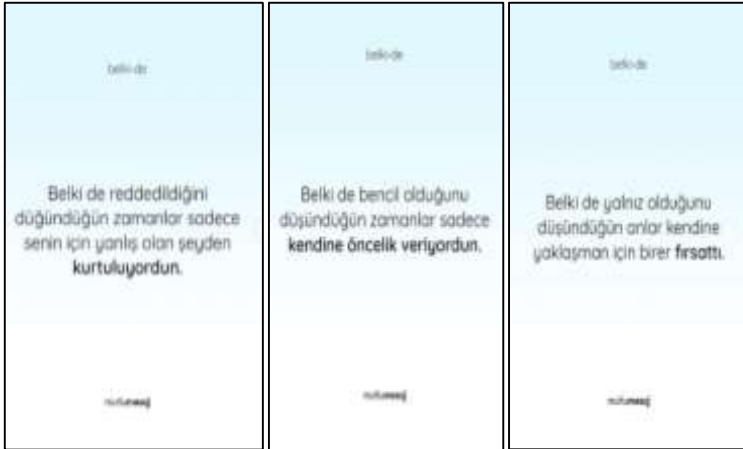 belki de
Belki de reddedildiğini
düğündüğün zamanlar sadece
senin için yanlış olan şeyden
kurtuluyordun.
belki de
Belki de bencil olduğunu
düşündüğün zamanlar sadece
kendine öncelik veriyordun.
belki de
Belki de yalnız olduğunu
düşündüğün anlar kendine
yaklaşman için birer fırsattı.